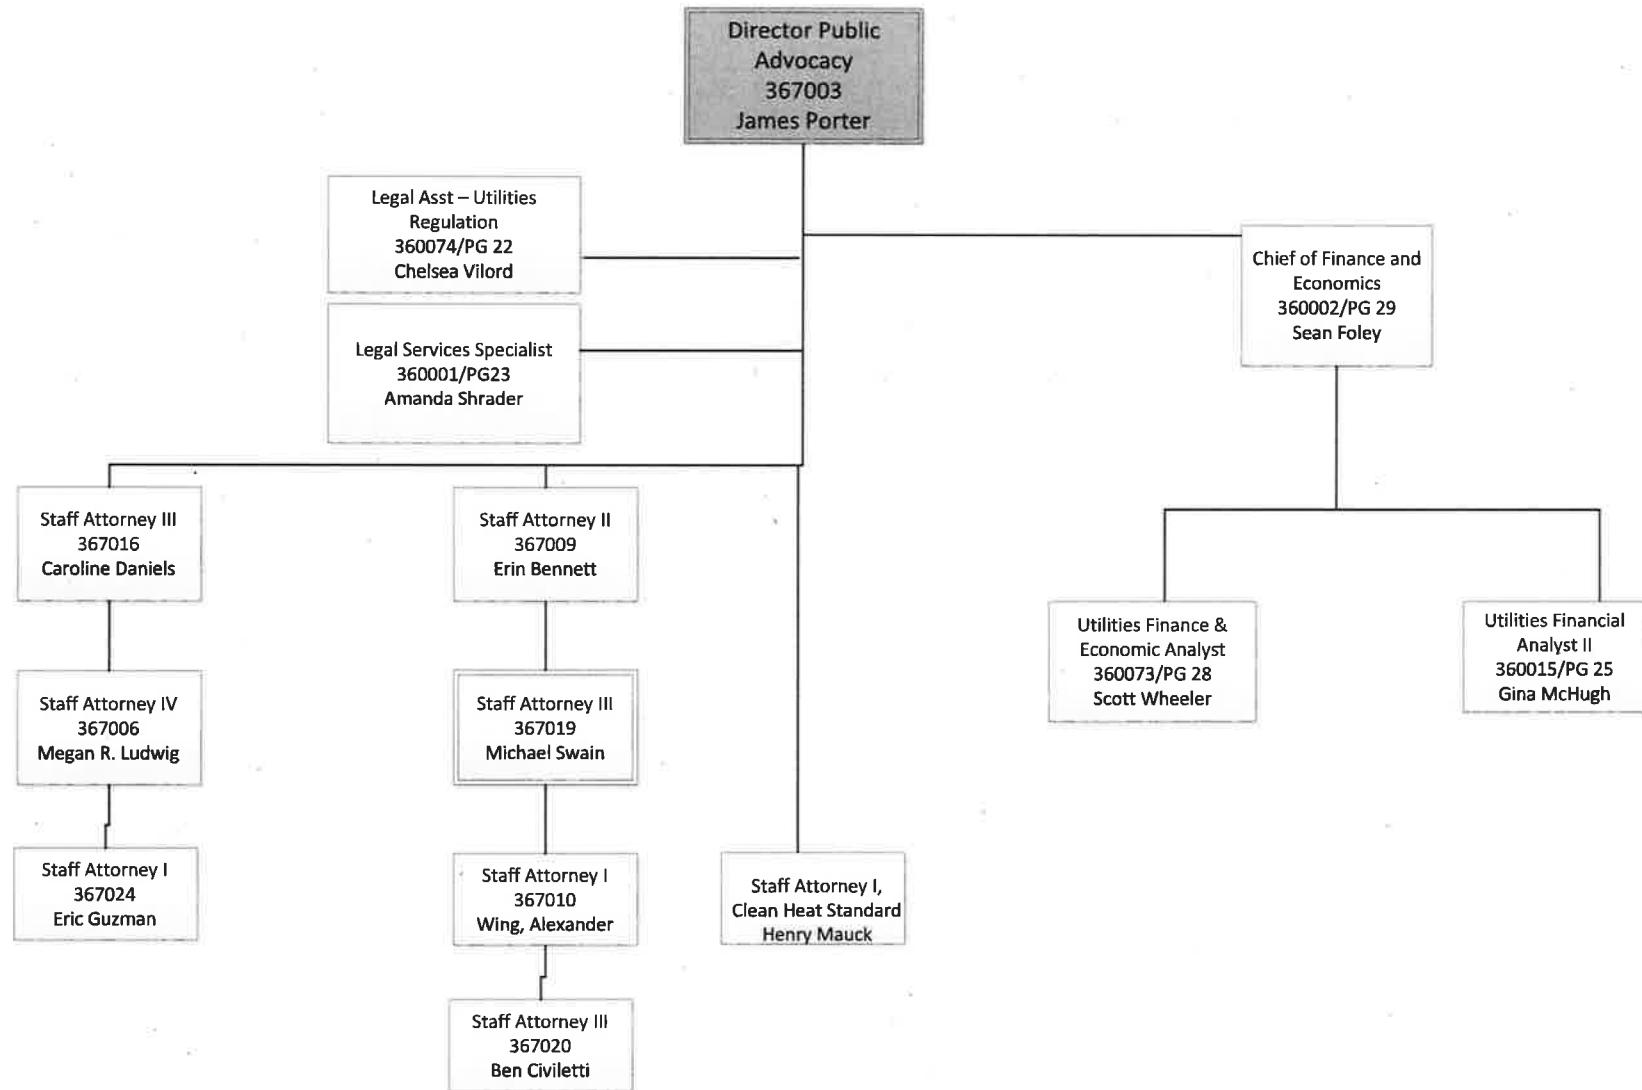 Director Public
Advocacy
367003
James Porter
Legal Asst – Utilities
Regulation
360074/PG 22
Chelsea Vilord
Chief of Finance and
Economics
360002/PG 29
Sean Foley
Legal Services Specialist
360001/PG23
Amanda Shrader
Staff Attorney III
367016
Caroline Daniels
Staff Attorney II
367009
Erin Bennett
Utilities Finance &
Economic Analyst
360073/PG 28
Scott Wheeler
Utilities Financial
Analyst II
360015/PG 25
Gina McHugh
Staff Attorney IV
367006
Megan R. Ludwig
Staff Attorney III
367019
Michael Swain
Staff Attorney I
367024
Eric Guzman
Staff Attorney I
367010
Wing, Alexander
Staff Attorney I,
Clean Heat Standard
Henry Mauck
Staff Attorney III
367020
Ben Civiletti